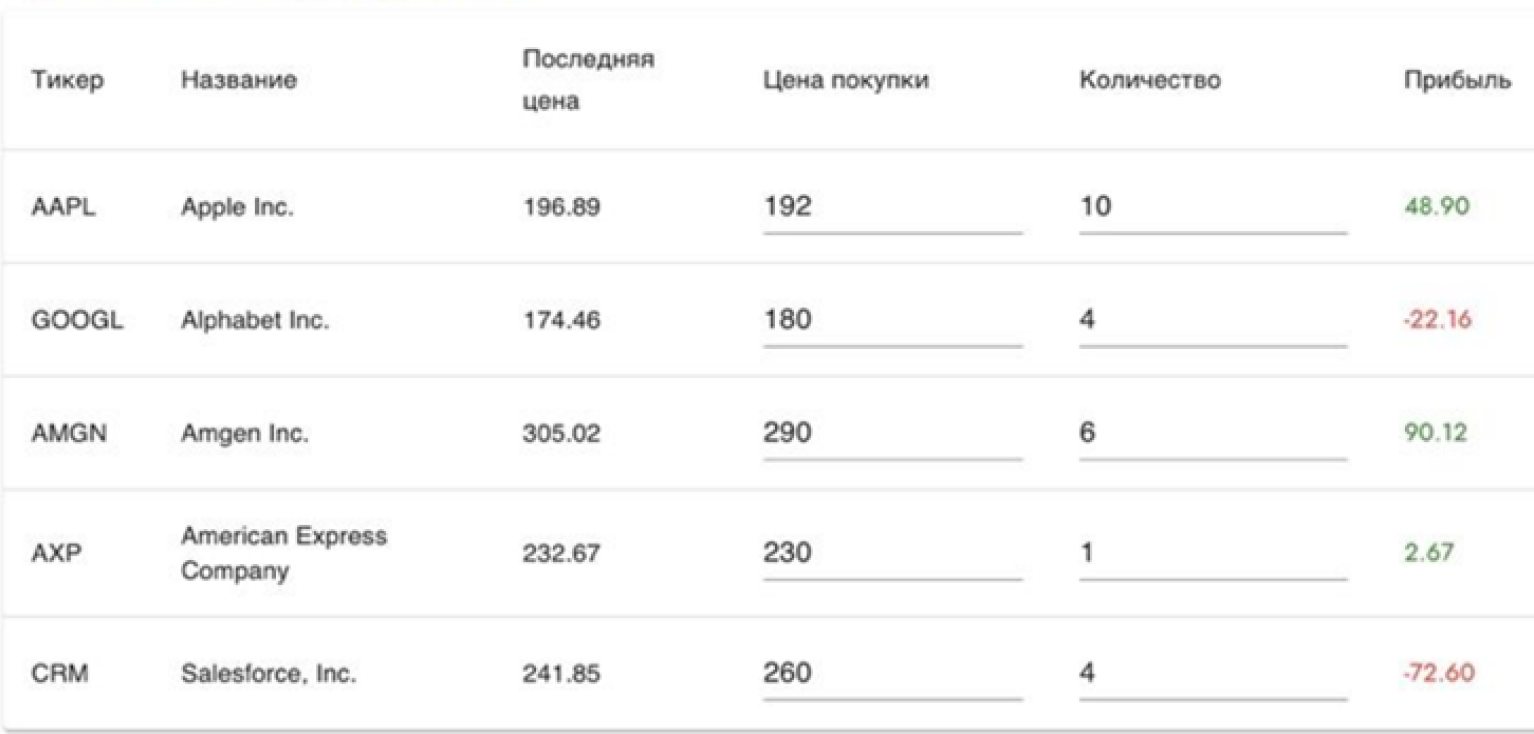 Тикер Название Последняя цена Цена покупки Количество Прибыль
AAPL Apple Inc. 196.89 192 10 48.90
GOOGL Alphabet Inc. 174.46 180 4 -22.16
AMGN Amgen Inc. 305.02 290 6 90.12
AXP American Express Company 232.67 230 1 2.67
CRM Salesforce, Inc. 241.85 260 4 -72.60